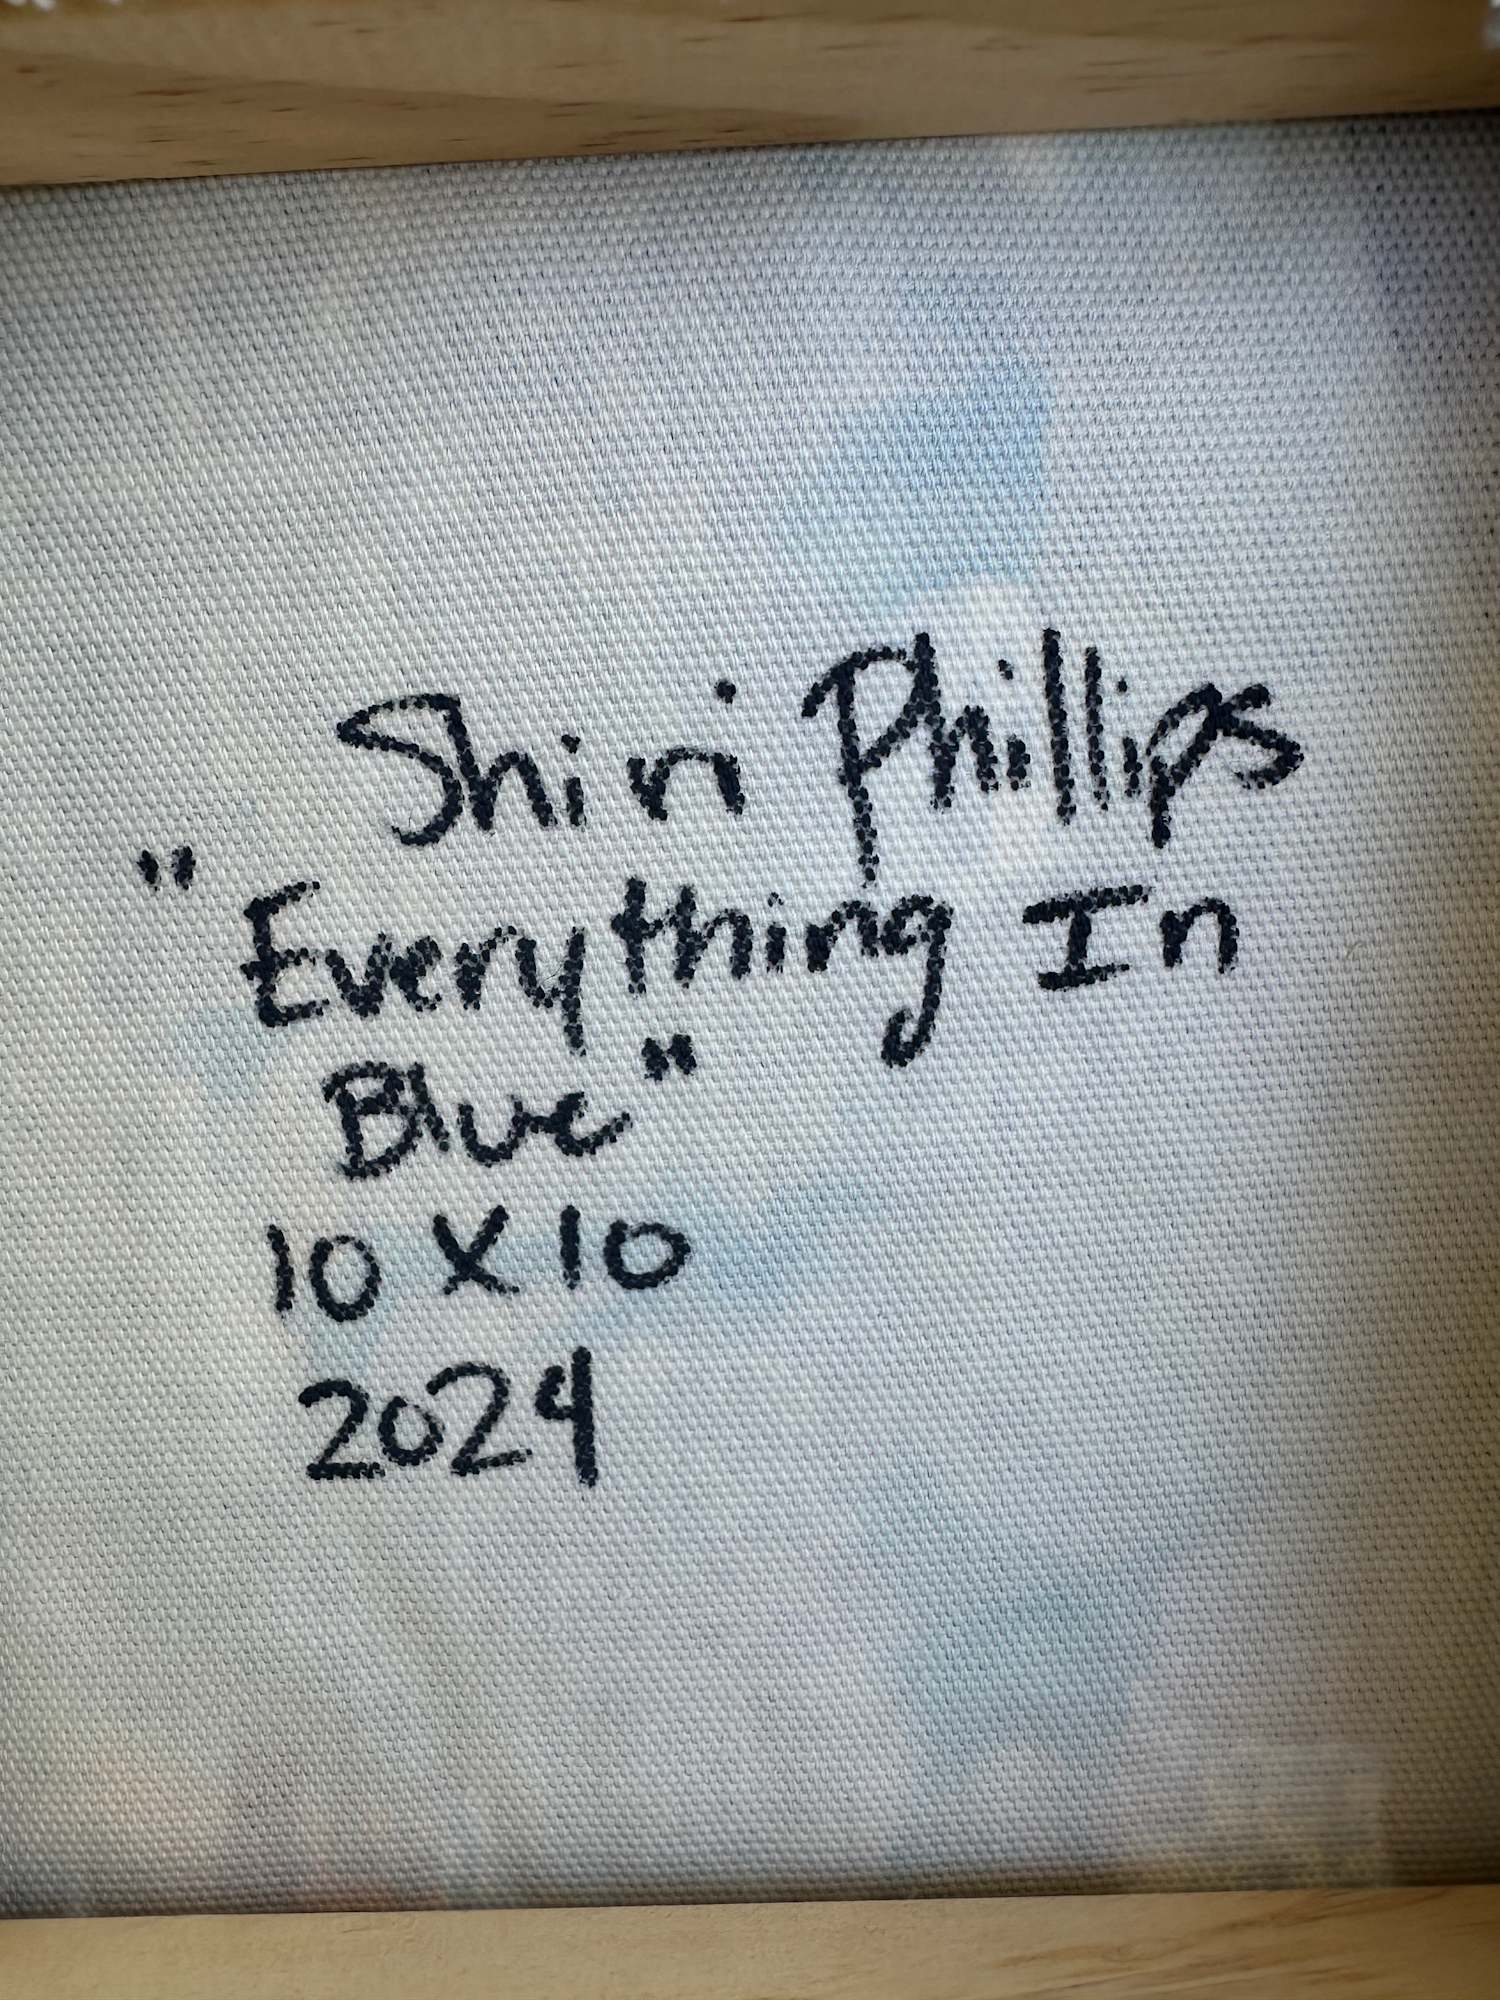 Shiri Phillips
"Everything In
Blue"
10 X 10
2024